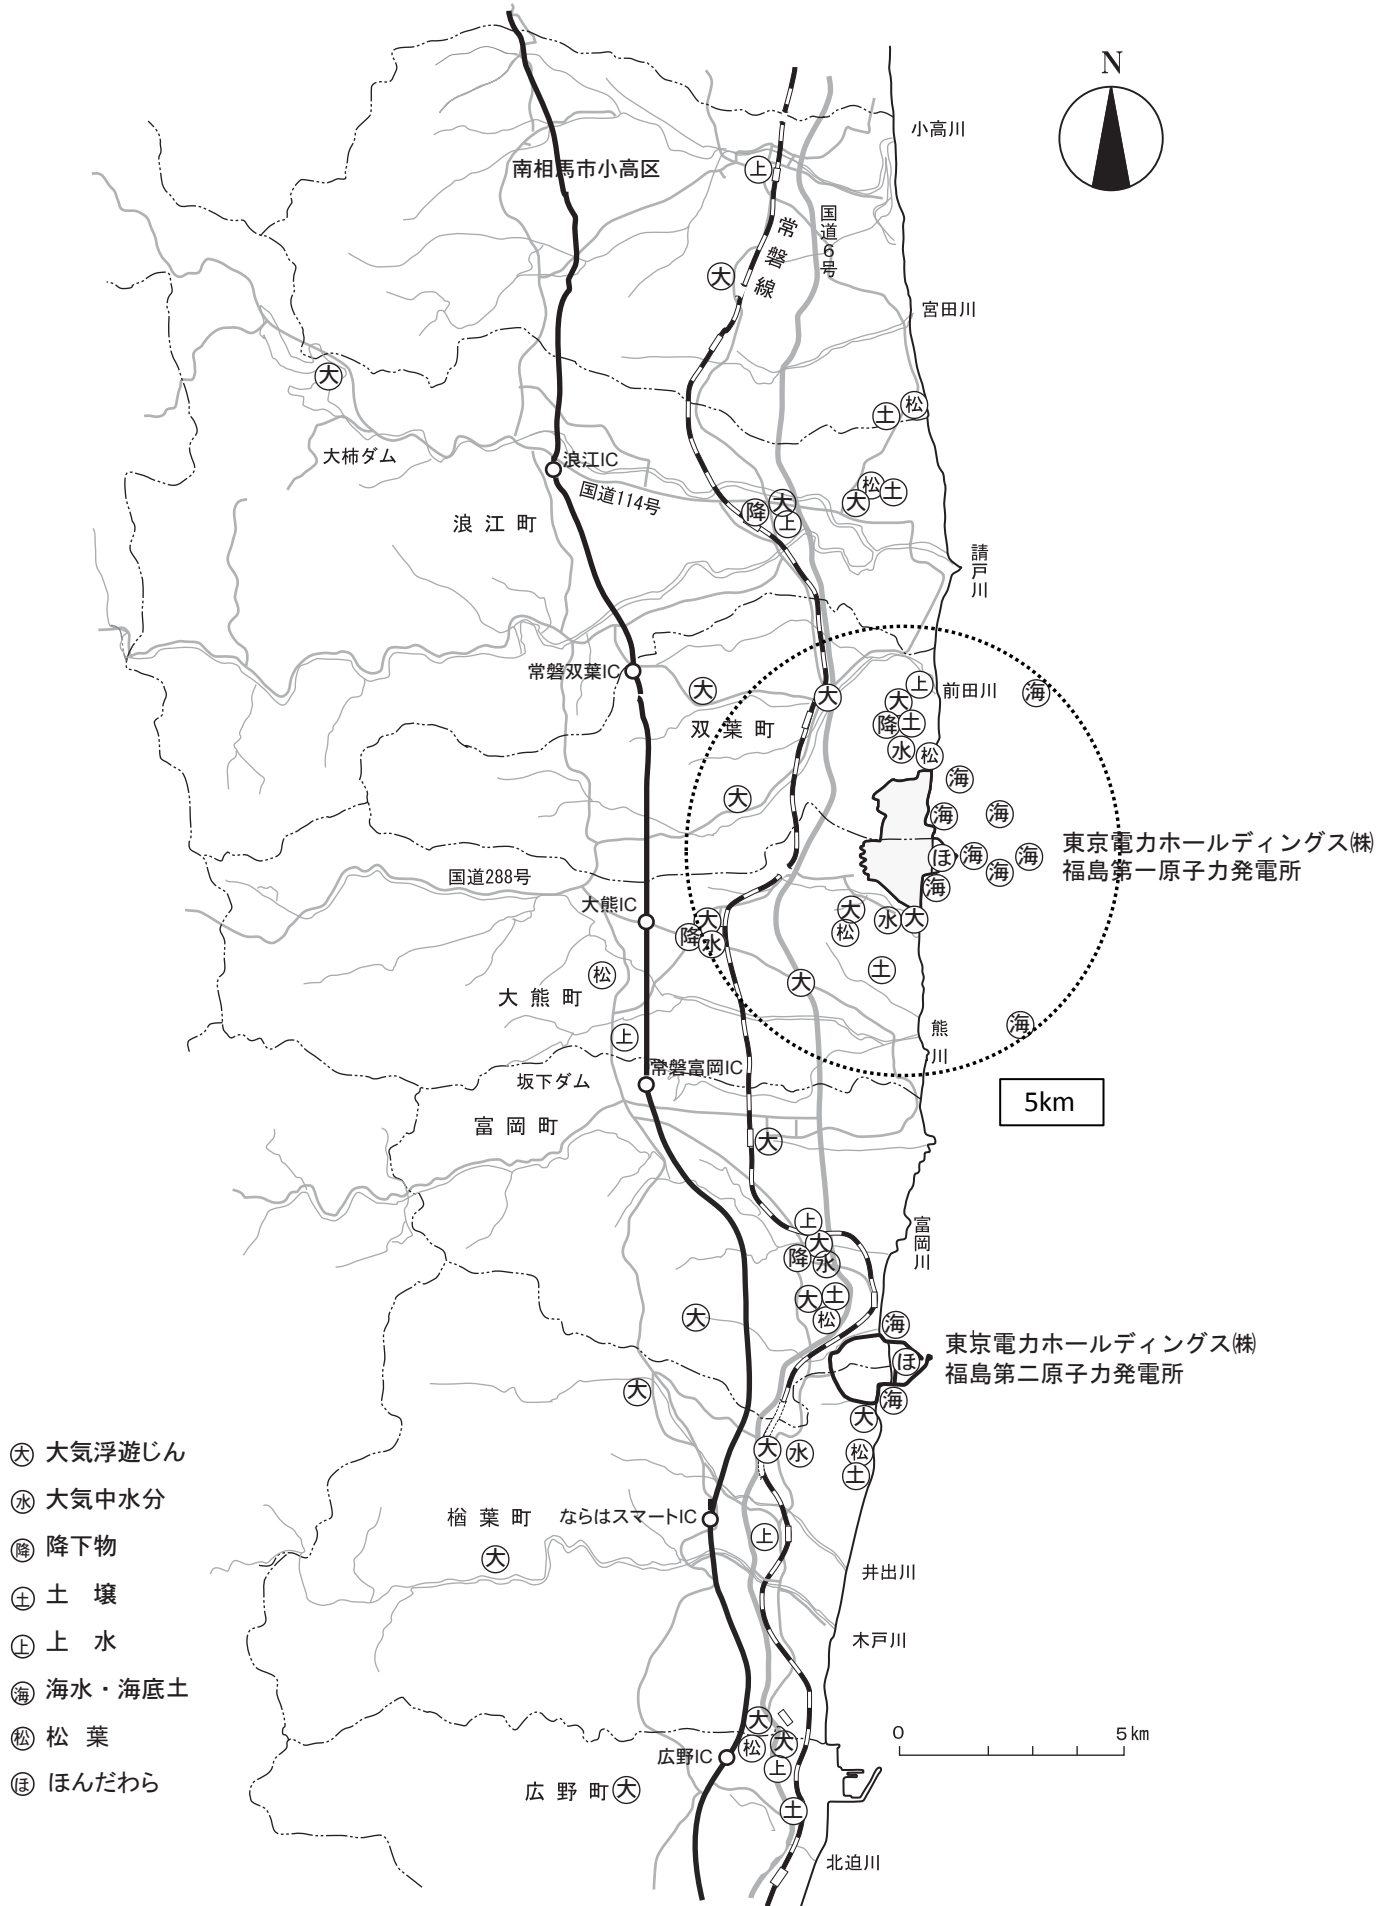 N
小高川
南相馬市小高区
上
国道6号
常磐線
大
宮田川
大
松
土
大柿ダム
浪江IC
国道114号
松
土
大
大
降
上
浪江町
請戸川
常磐双葉IC
大
大
上
前田川
海
大
降
土
双葉町
水
松
海
大
海
海
東京電力ホールディングス㈱
福島第一原子力発電所
ほ
海
海
海
海
国道288号
大熊IC
大
降
水
大
松
水
大
松
土
大
大熊町
上
海
熊川
常磐富岡IC
坂下ダム
5km
富岡町
大
上
富岡川
大
降
水
大
土
松
大
海
東京電力ホールディングス㈱
福島第二原子力発電所
ほ
大
海
大
大
水
松
土
楢葉町
ならはスマートIC
上
大
井出川
木戸川
大
大
松
上
広野IC
広野町
大
土
北迫川
0
5km
大 大気浮遊じん
水 大気中水分
降 降下物
土 土 壌
上 上 水
海 海水・海底土
松 松 葉
ほ ほんだわら